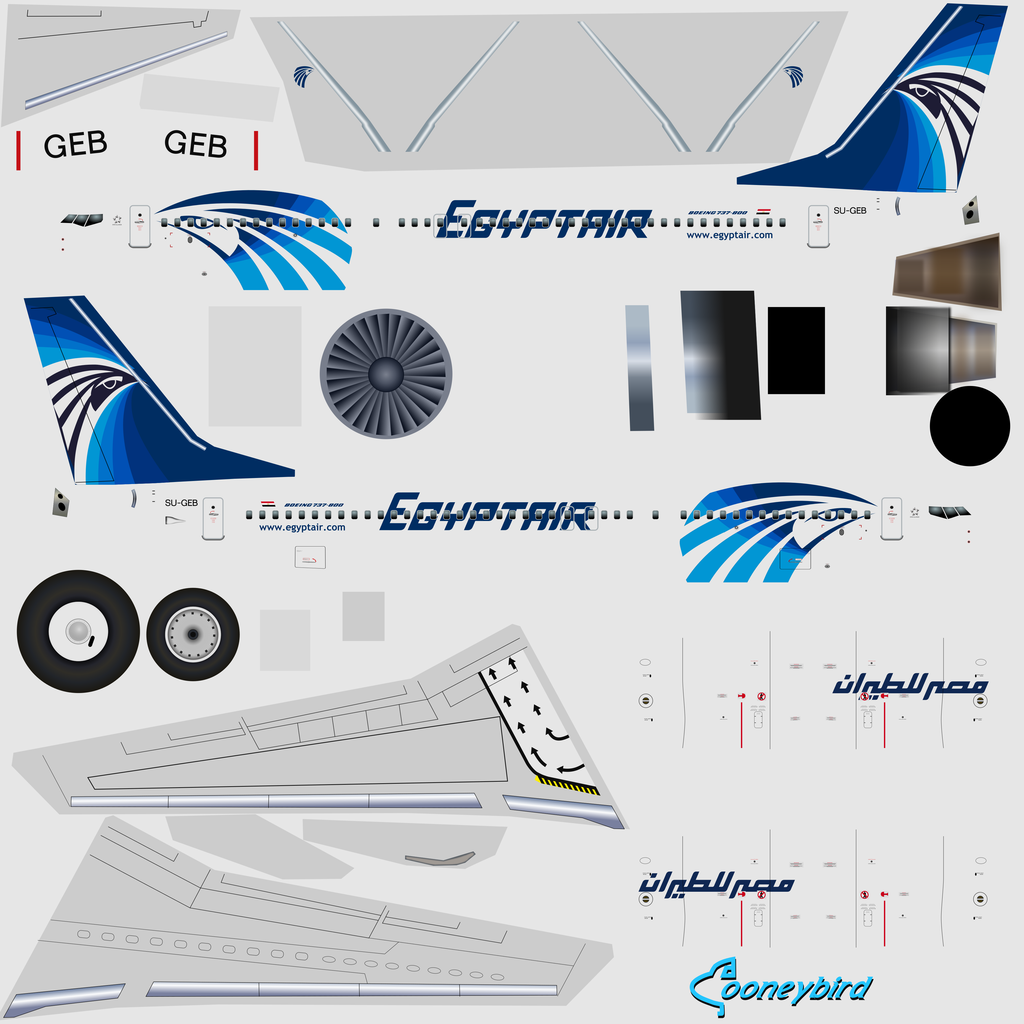 GEB GEB
EGYPTAIR
BOEING 737-800
www.egyptair.com
SU-GEB
SU-GEB
BOEING 737-800
www.egyptair.com
EGYPTAIR
مصر للطيران
مصر للطيران
Gooneybird